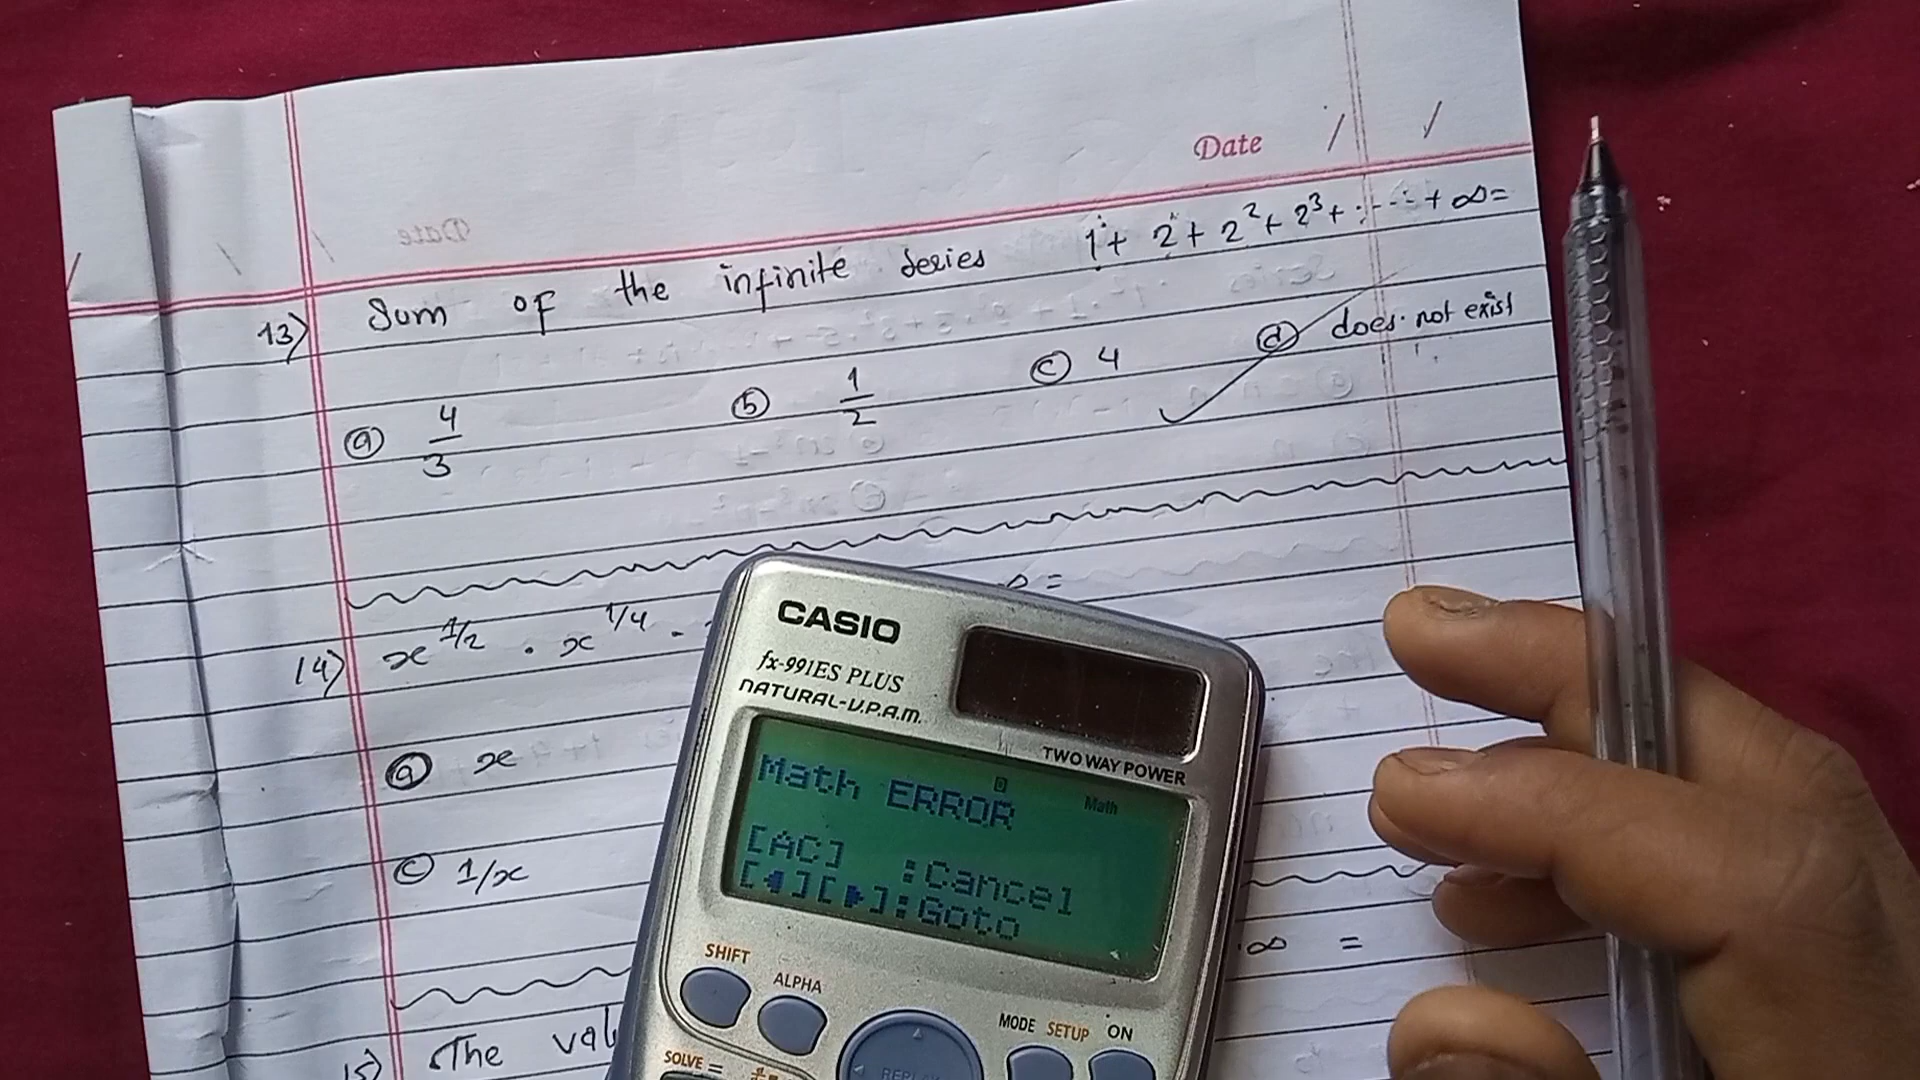 Date / /
Date
13) Sum of the infinite series 1 + 2 + 2² + 2³ + ...... + ∞ =
ⓐ 4/3 ⓑ 1/2 ⓒ 4 ⓓ does not exist
14) x^1/2 . x^1/4 . ∞ =
ⓐ x
ⓒ 1/x
∞ =
15) The val
CASIO
fx-991ES PLUS
NATURAL-V.P.A.M.
TWO WAY POWER
D Math
Math ERROR
[AC] :Cancel
[◀][▶]:Goto
SHIFT ALPHA MODE SETUP ON
REPLAY
SOLVE =